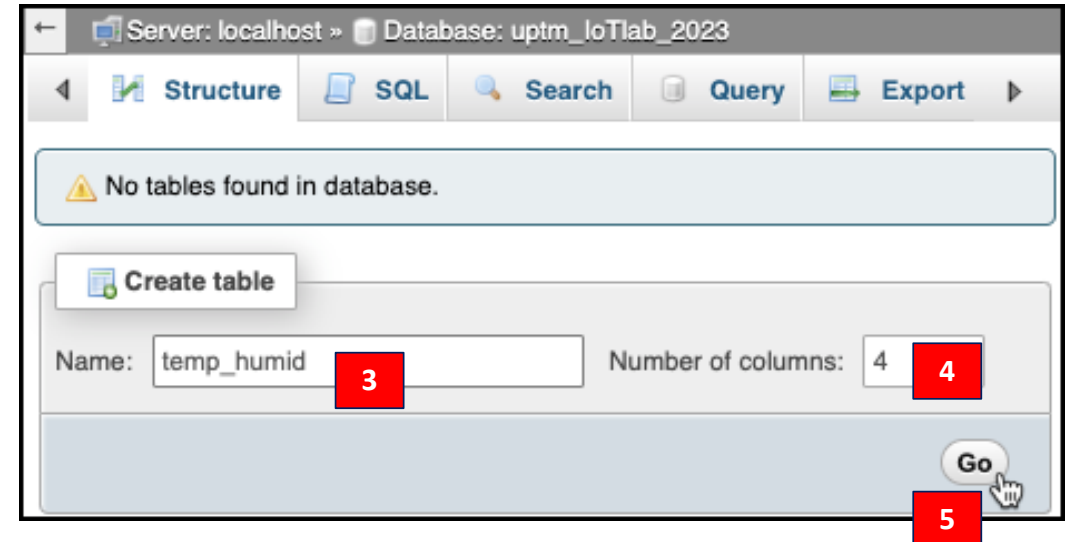 Server: localhost » Database: uptm_IoTlab_2023
Structure SQL Search Query Export
No tables found in database.
Create table
Name: temp_humid 3 Number of columns: 4 4
Go
5